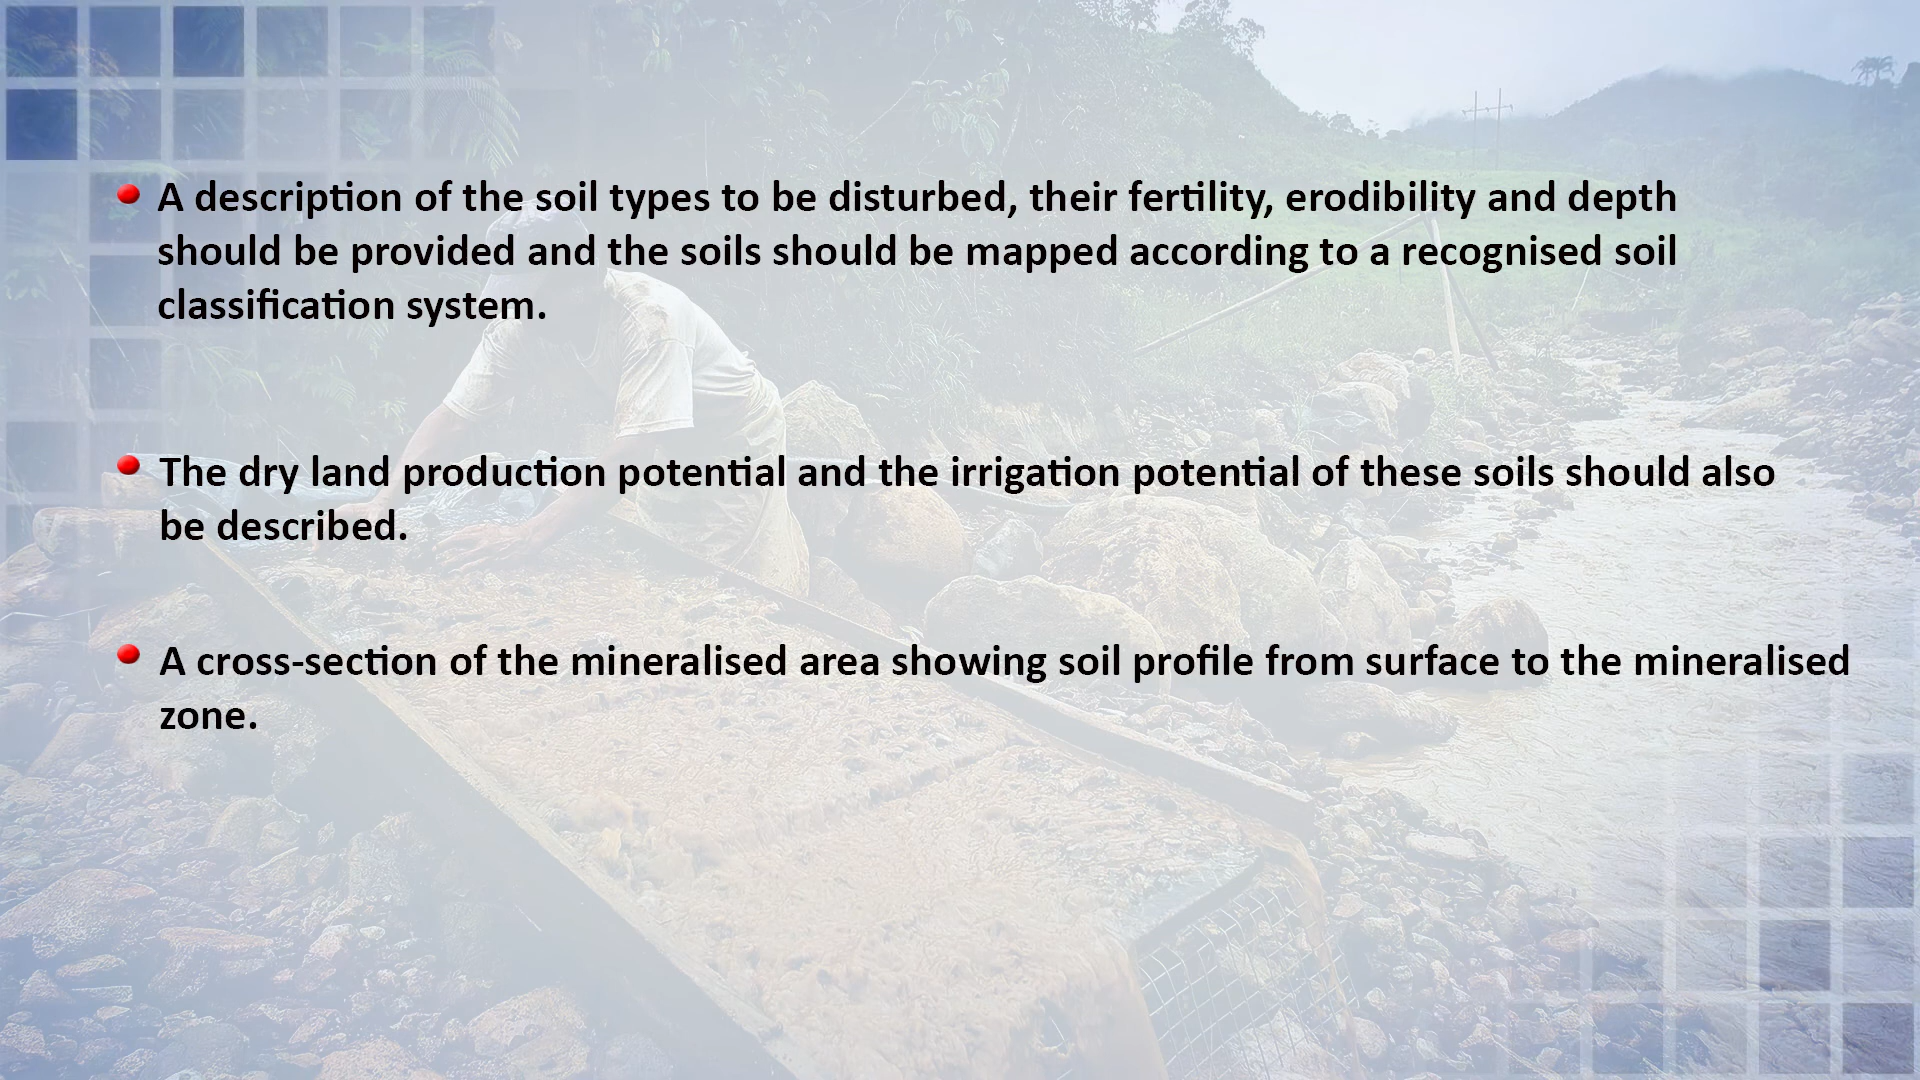 A description of the soil types to be disturbed, their fertility, erodibility and depth
should be provided and the soils should be mapped according to a recognised soil
classification system.
The dry land production potential and the irrigation potential of these soils should also
be described.
A cross-section of the mineralised area showing soil profile from surface to the mineralised
zone.